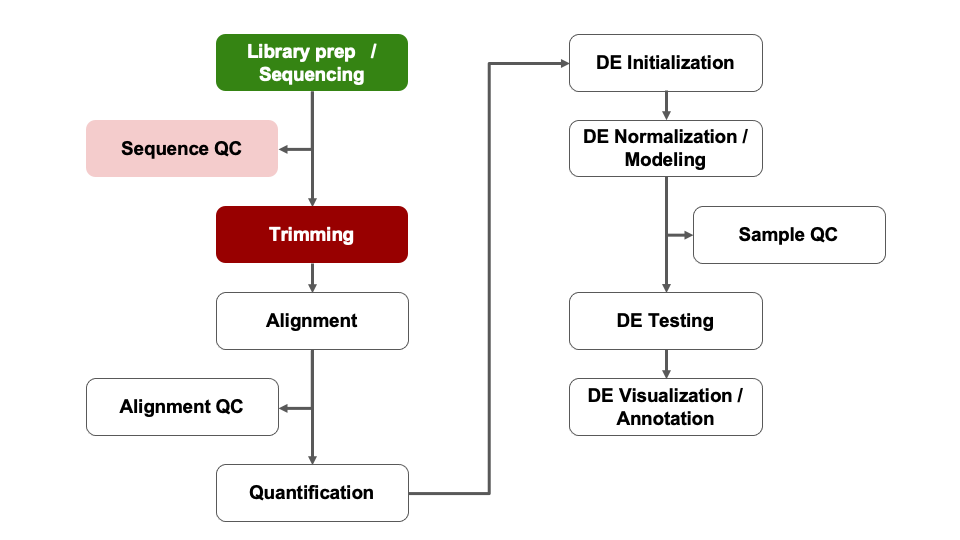 Library prep /
Sequencing
Sequence QC
Trimming
Alignment
Alignment QC
Quantification
DE Initialization
DE Normalization /
Modeling
Sample QC
DE Testing
DE Visualization /
Annotation